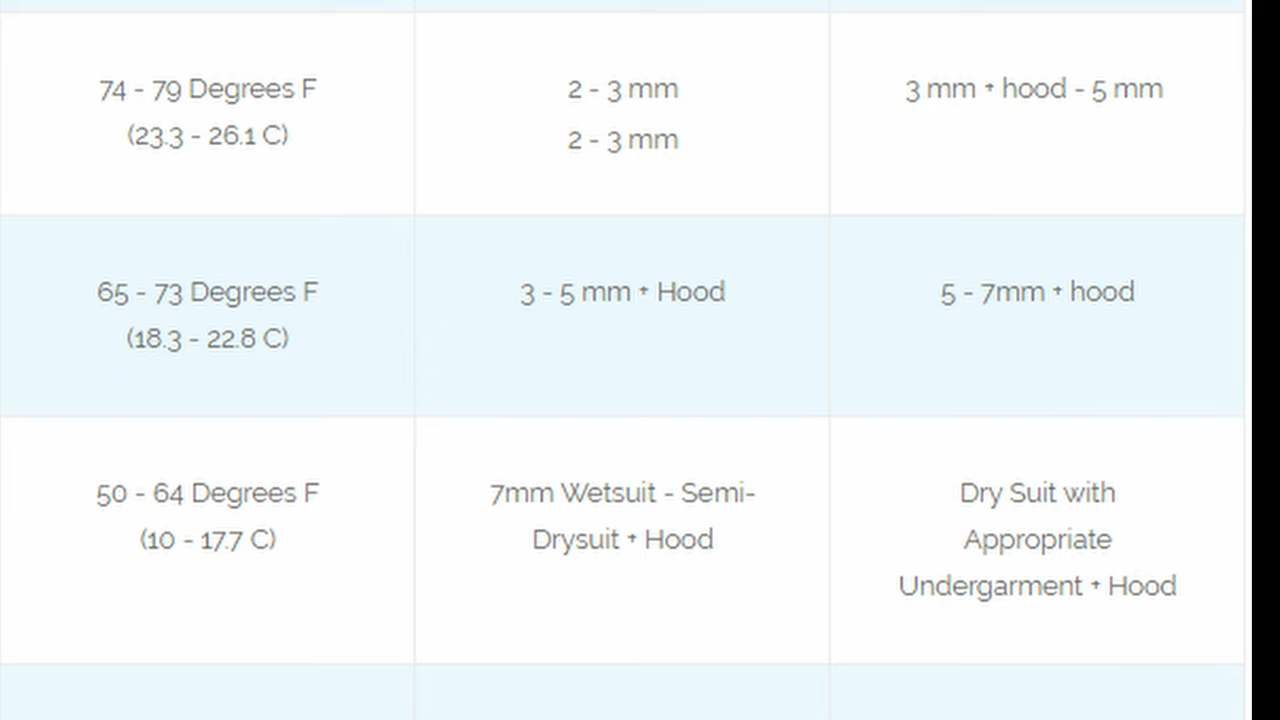 74 - 79 Degrees F
(23.3 - 26.1 C)
2 - 3 mm
2 - 3 mm
3 mm + hood - 5 mm
65 - 73 Degrees F
(18.3 - 22.8 C)
3 - 5 mm + Hood
5 - 7mm + hood
50 - 64 Degrees F
(10 - 17.7 C)
7mm Wetsuit - Semi-
Drysuit + Hood
Dry Suit with
Appropriate
Undergarment + Hood